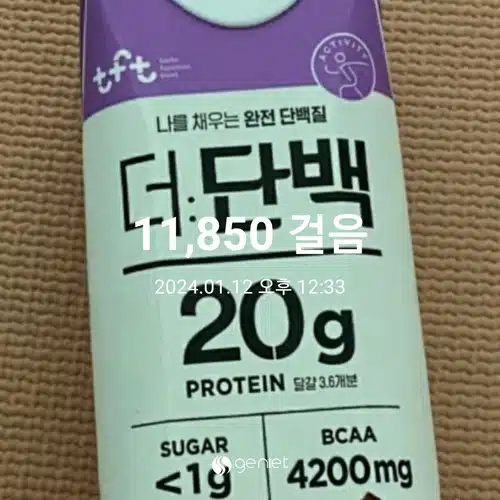 tft
ACTIVITY
나를 채우는 완전 단백질
더:단백
11,850 걸음
2024.01.12 오후 12:33
20g
PROTEIN 달걀 3.6개분
SUGAR
<1g
BCAA
4200mg
geniet